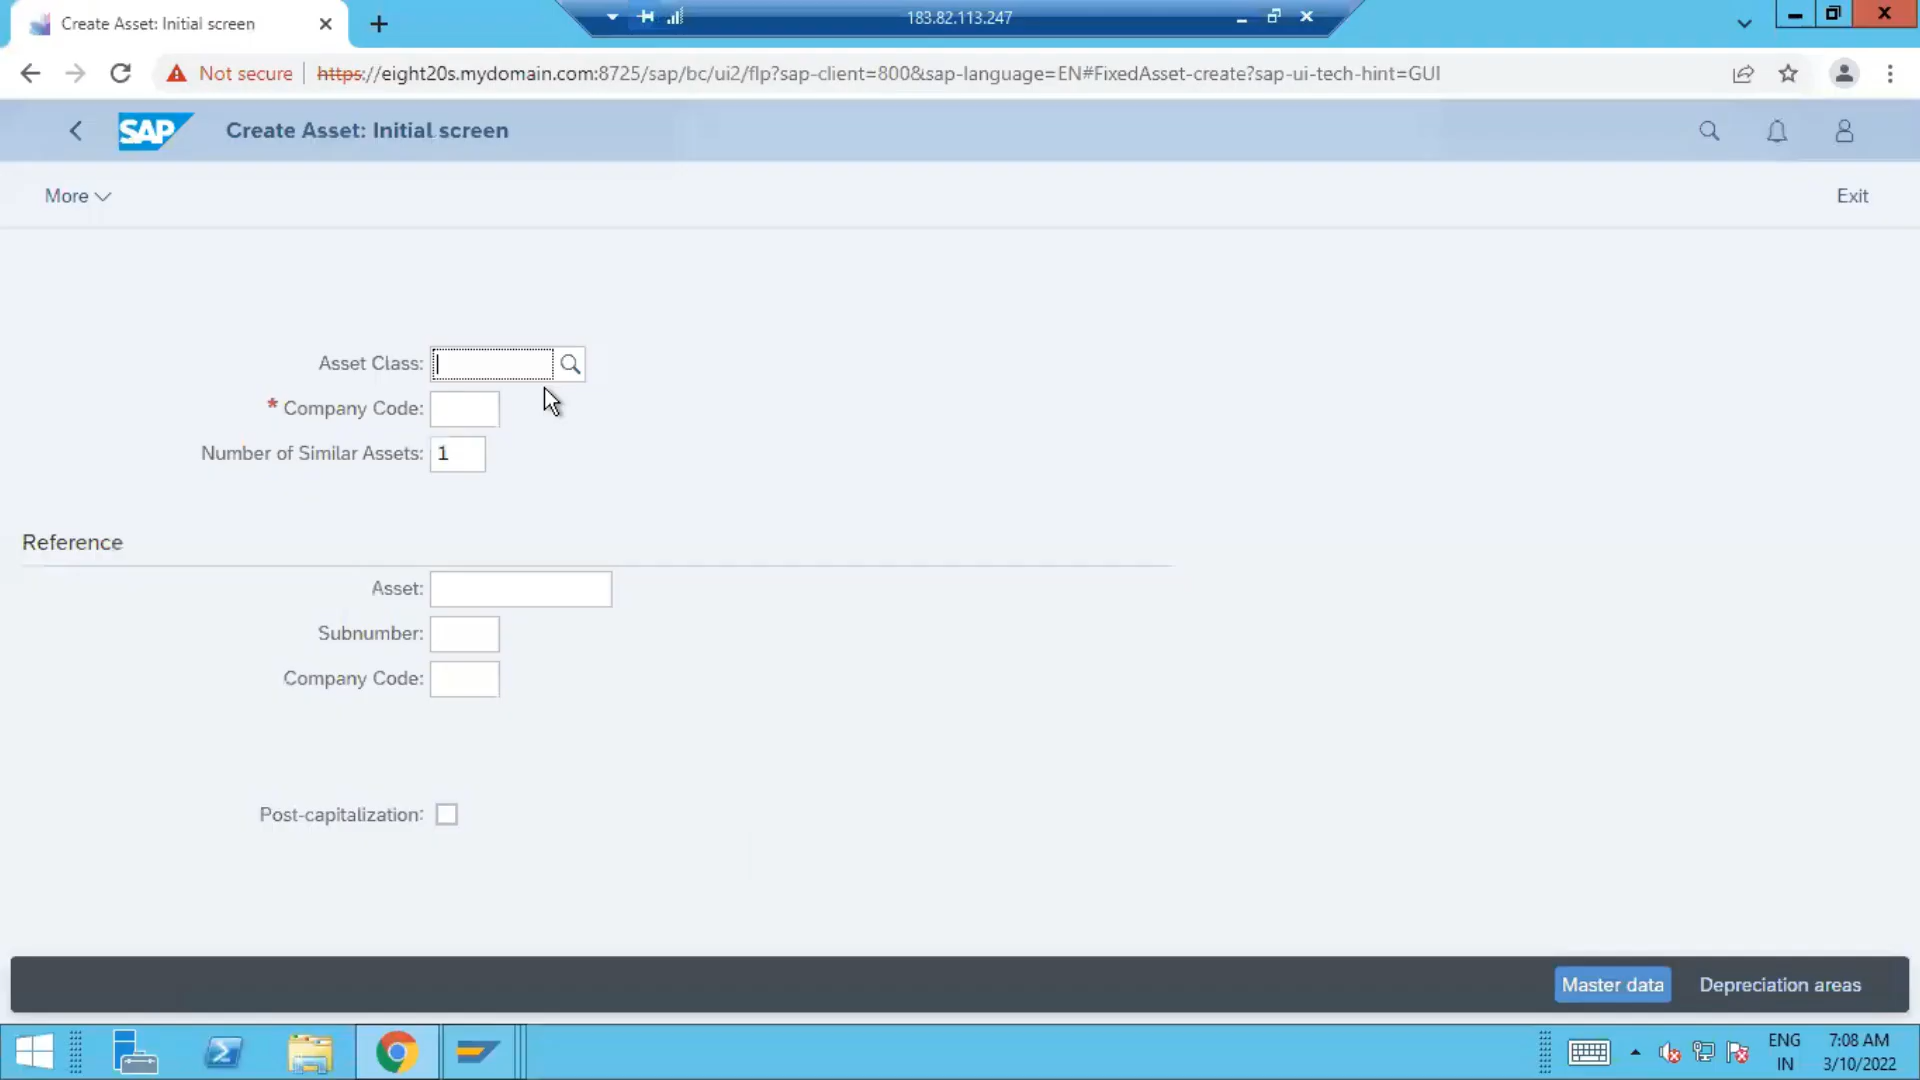 Create Asset: Initial screen
183.82.113.247
Not secure
https://eight20s.mydomain.com:8725/sap/bc/ui2/flp?sap-client=800&sap-language=EN#FixedAsset-create?sap-ui-tech-hint=GUI
SAP
Create Asset: Initial screen
More
Exit
Asset Class:
* Company Code:
Number of Similar Assets: 1
Reference
Asset:
Subnumber:
Company Code:
Post-capitalization:
Master data
Depreciation areas
ENG
IN
7:08 AM
3/10/2022